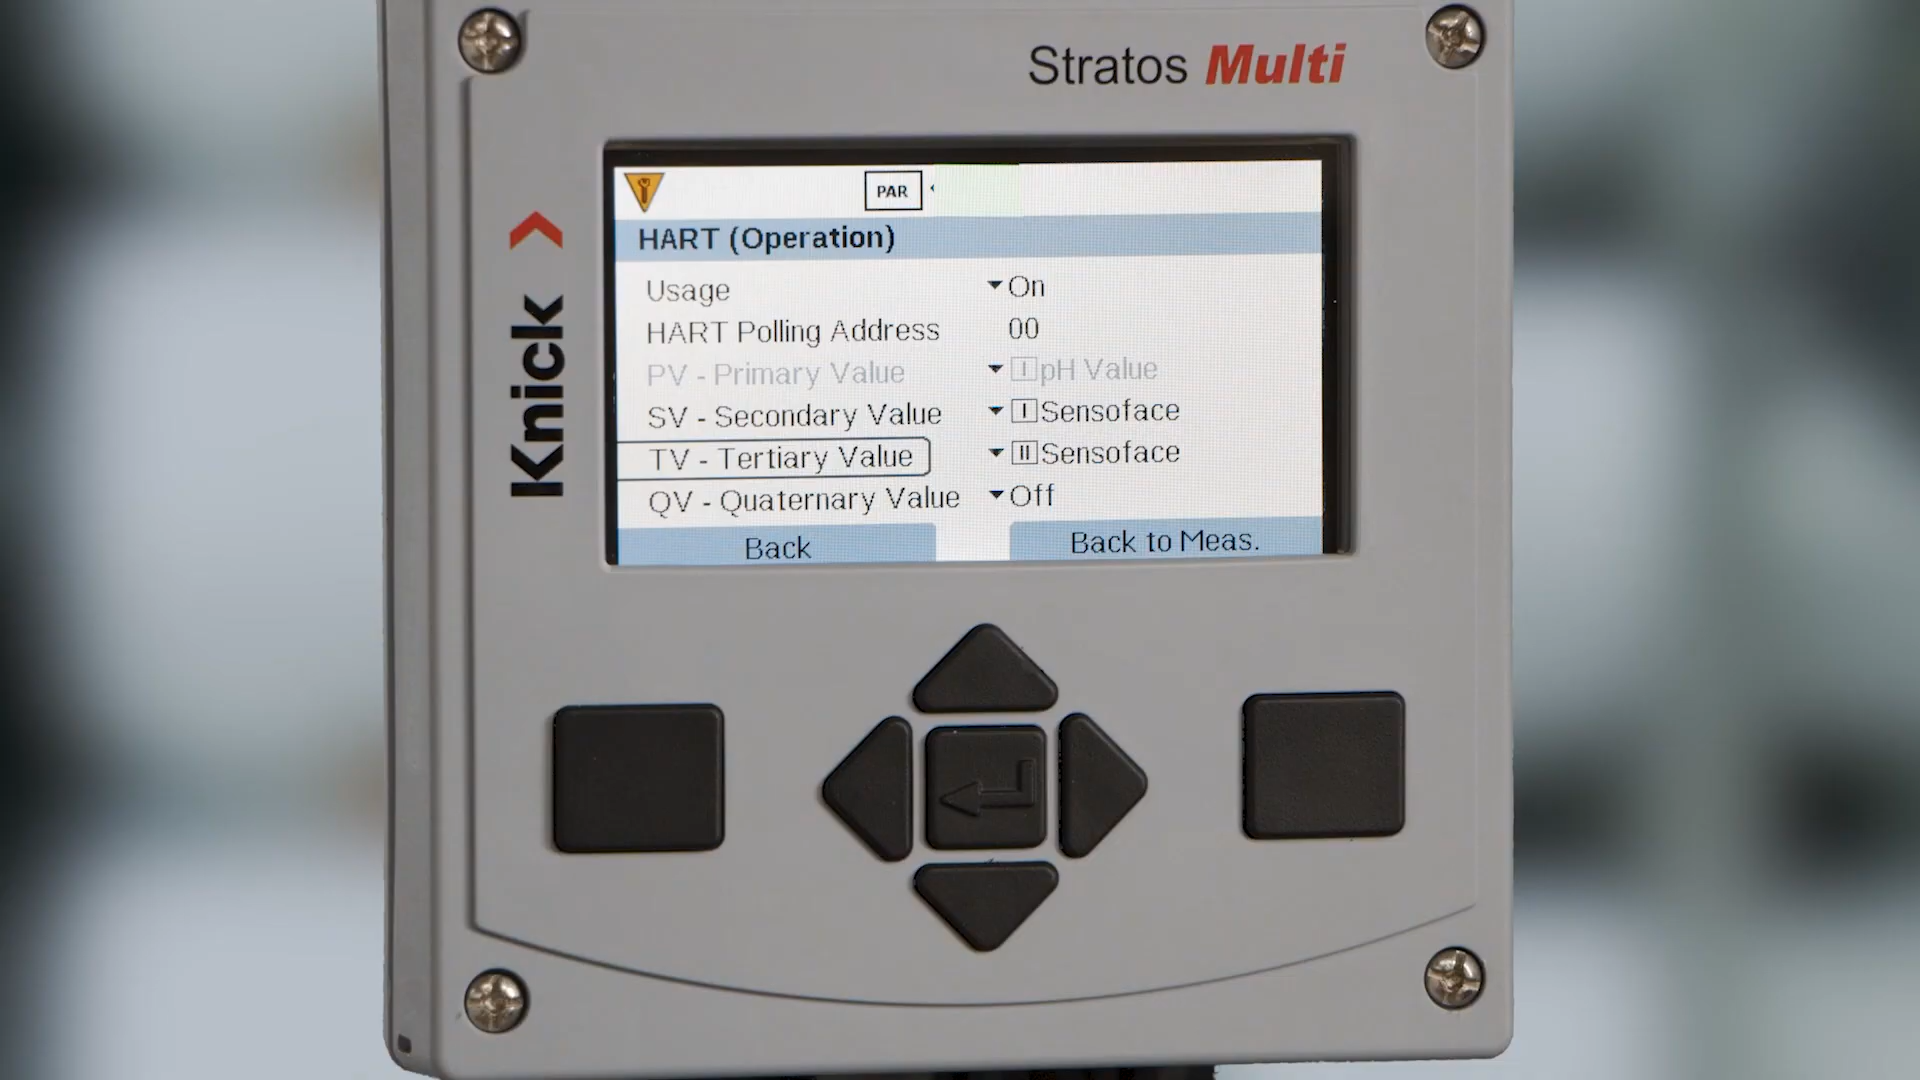 Stratos Multi
Knick
PAR
HART (Operation)
Usage On
HART Polling Address 00
PV - Primary Value I pH Value
SV - Secondary Value I Sensoface
TV - Tertiary Value II Sensoface
QV - Quaternary Value Off
Back Back to Meas.